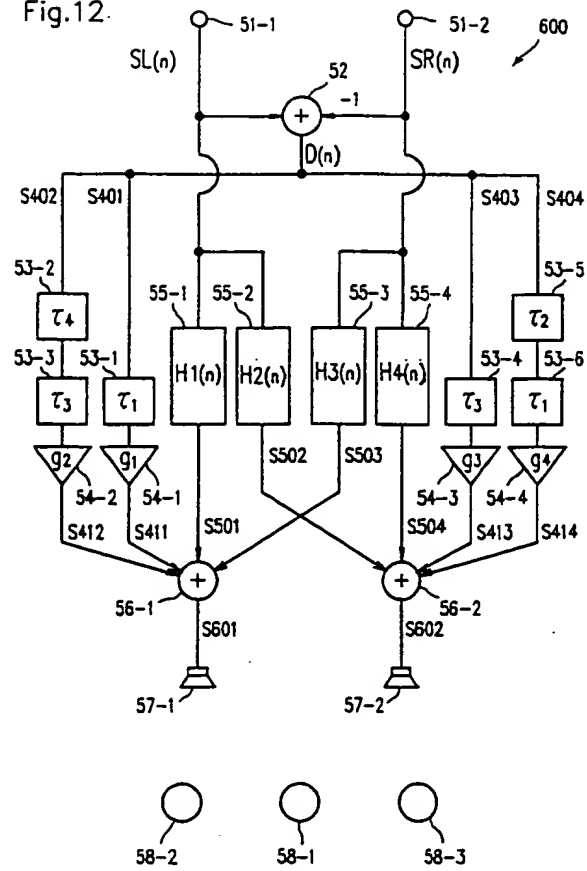 Fig.12
51-1
51-2
600
SL(n)
52
SR(n)
+
-1
D(n)
S402
S401
S403
S404
53-2
53-5
55-1
55-2
55-3
55-4
τ4
τ2
53-3
53-1
53-4
53-6
H1(n)
H2(n)
H3(n)
H4(n)
τ3
τ1
τ3
τ1
g2
g1
g3
g4
S502
S503
54-2
54-1
54-3
54-4
S412
S411
S501
S504
S413
S414
+
+
56-1
56-2
S601
S602
57-1
57-2
58-2
58-1
58-3